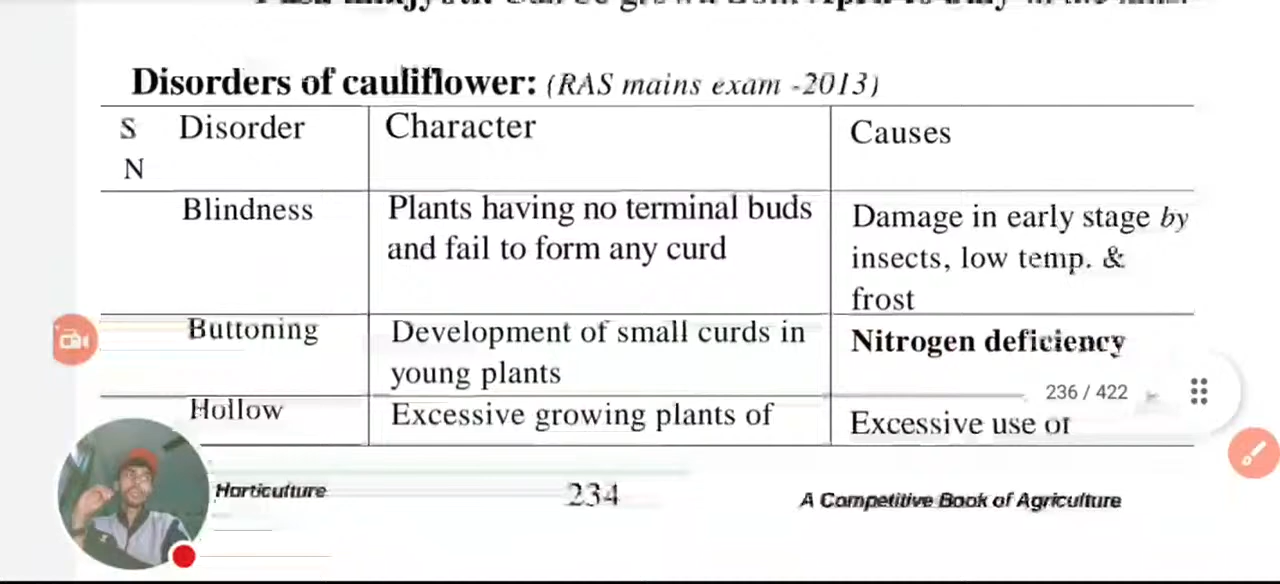 Disorders of cauliflower: (RAS mains exam -2013)
S N Disorder Character Causes
Blindness Plants having no terminal buds and fail to form any curd Damage in early stage by insects, low temp. & frost
Buttoning Development of small curds in young plants Nitrogen deficiency
236 / 422
Hollow Excessive growing plants of Excessive use of
Horticulture 234 A Competitive Book of Agriculture